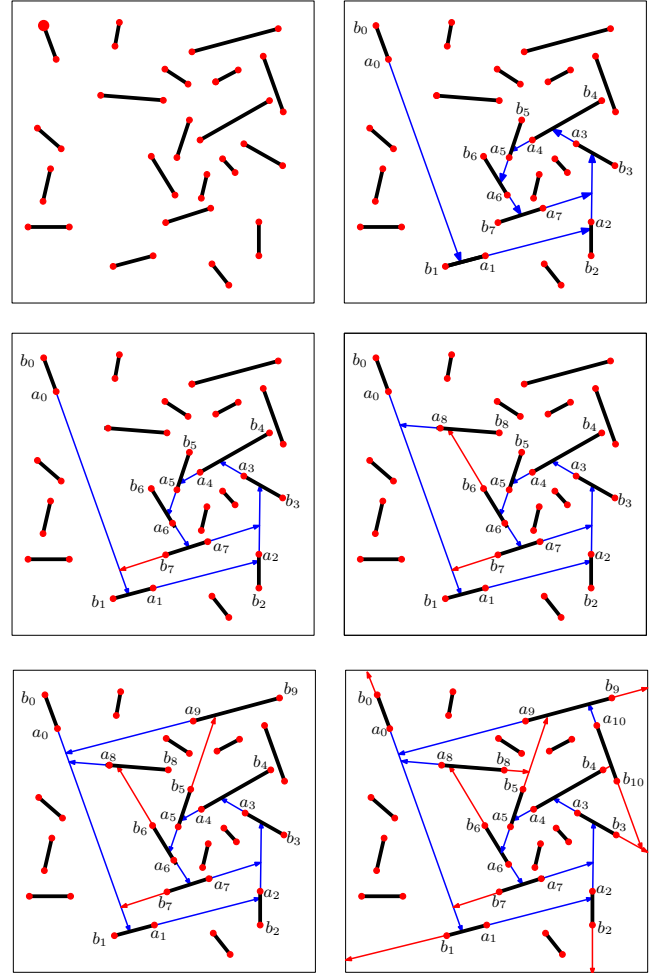 b₀
a₀
b₅
b₄
a₃
a₅
a₄
b₆
b₃
a₆
a₇
b₇
a₂
a₁
b₁
b₂
b₀
a₀
b₄
b₅
a₃
a₄
a₅
b₆
b₃
a₆
a₇
b₇
a₂
a₁
b₁
b₂
b₀
a₀
a₈
b₈
b₄
b₅
a₃
a₄
a₅
b₆
b₃
a₆
a₇
b₇
a₂
a₁
b₁
b₂
b₉
b₀
a₉
a₀
a₈
b₈
b₄
b₅
a₃
a₄
a₅
b₆
b₃
a₆
a₇
b₇
a₂
a₁
b₁
b₂
b₉
b₀
a₉
a₁₀
a₀
a₈
b₈
b₄
b₁₀
b₅
a₃
a₄
a₅
b₆
b₃
a₆
a₇
b₇
a₂
a₁
b₁
b₂